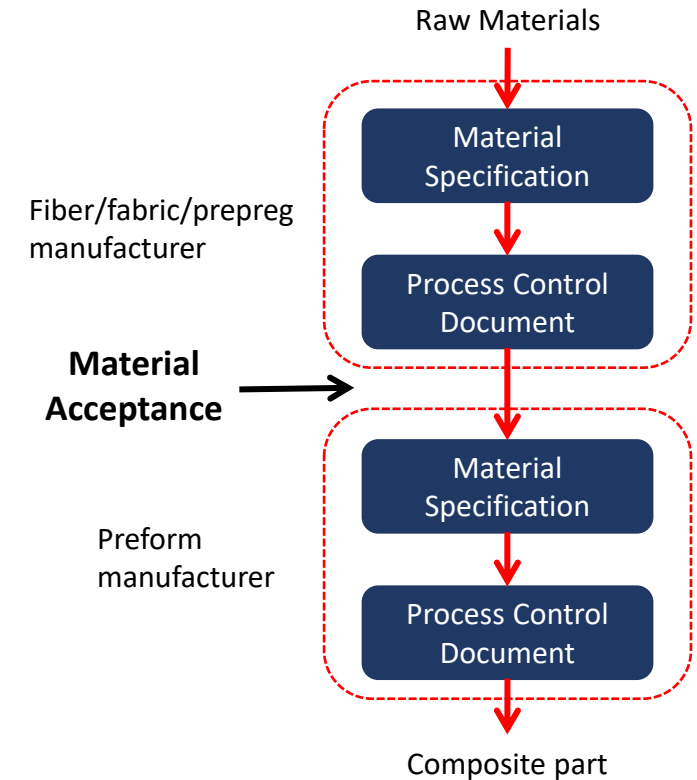 Raw Materials
Material
Specification
Fiber/fabric/prepreg
manufacturer
Process Control
Document
Material
Acceptance
Material
Specification
Preform
manufacturer
Process Control
Document
Composite part